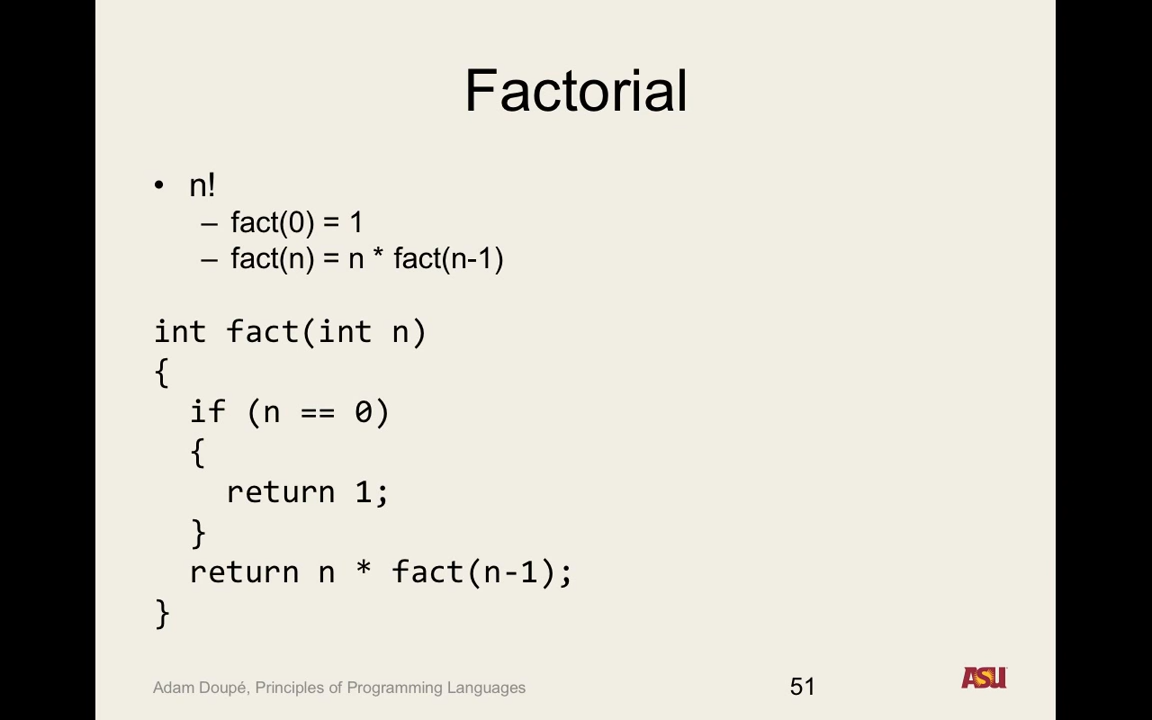 Factorial
• n!
– fact(0) = 1
– fact(n) = n * fact(n-1)
int fact(int n)
{
  if (n == 0)
  {
    return 1;
  }
  return n * fact(n-1);
}
Adam Doupé, Principles of Programming Languages
51
ASU